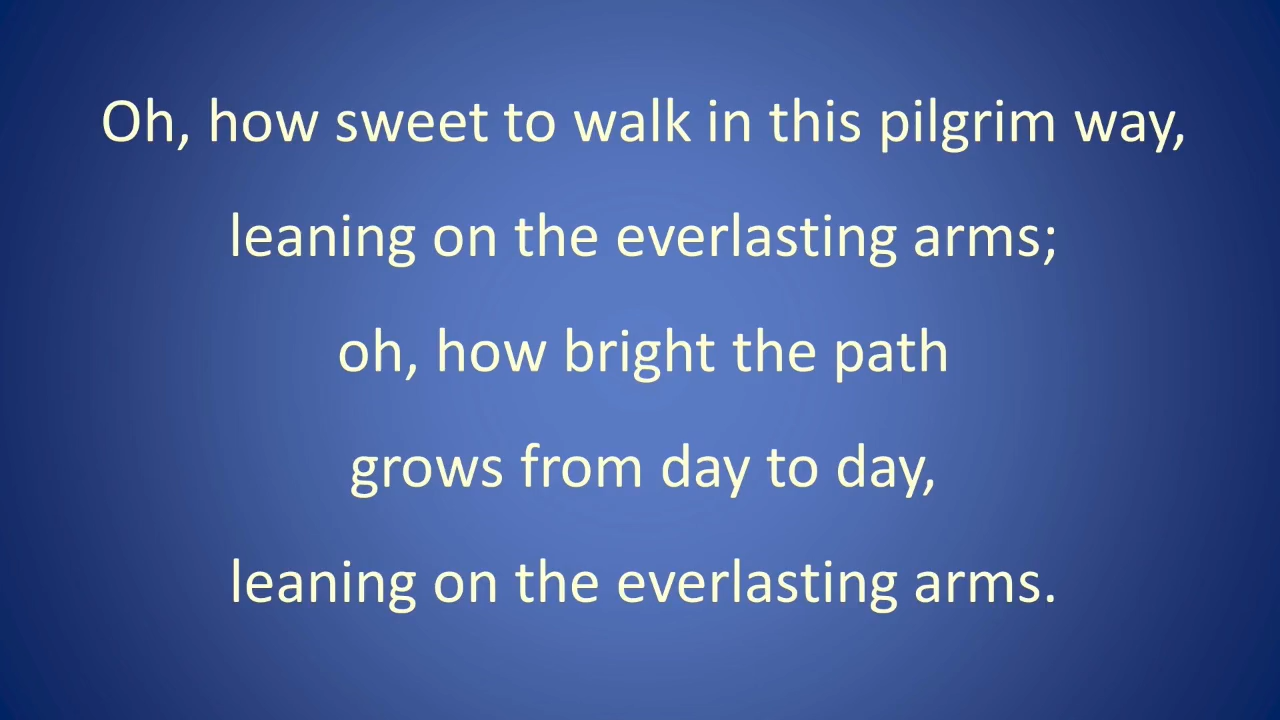 Oh, how sweet to walk in this pilgrim way,
leaning on the everlasting arms;
oh, how bright the path
grows from day to day,
leaning on the everlasting arms.